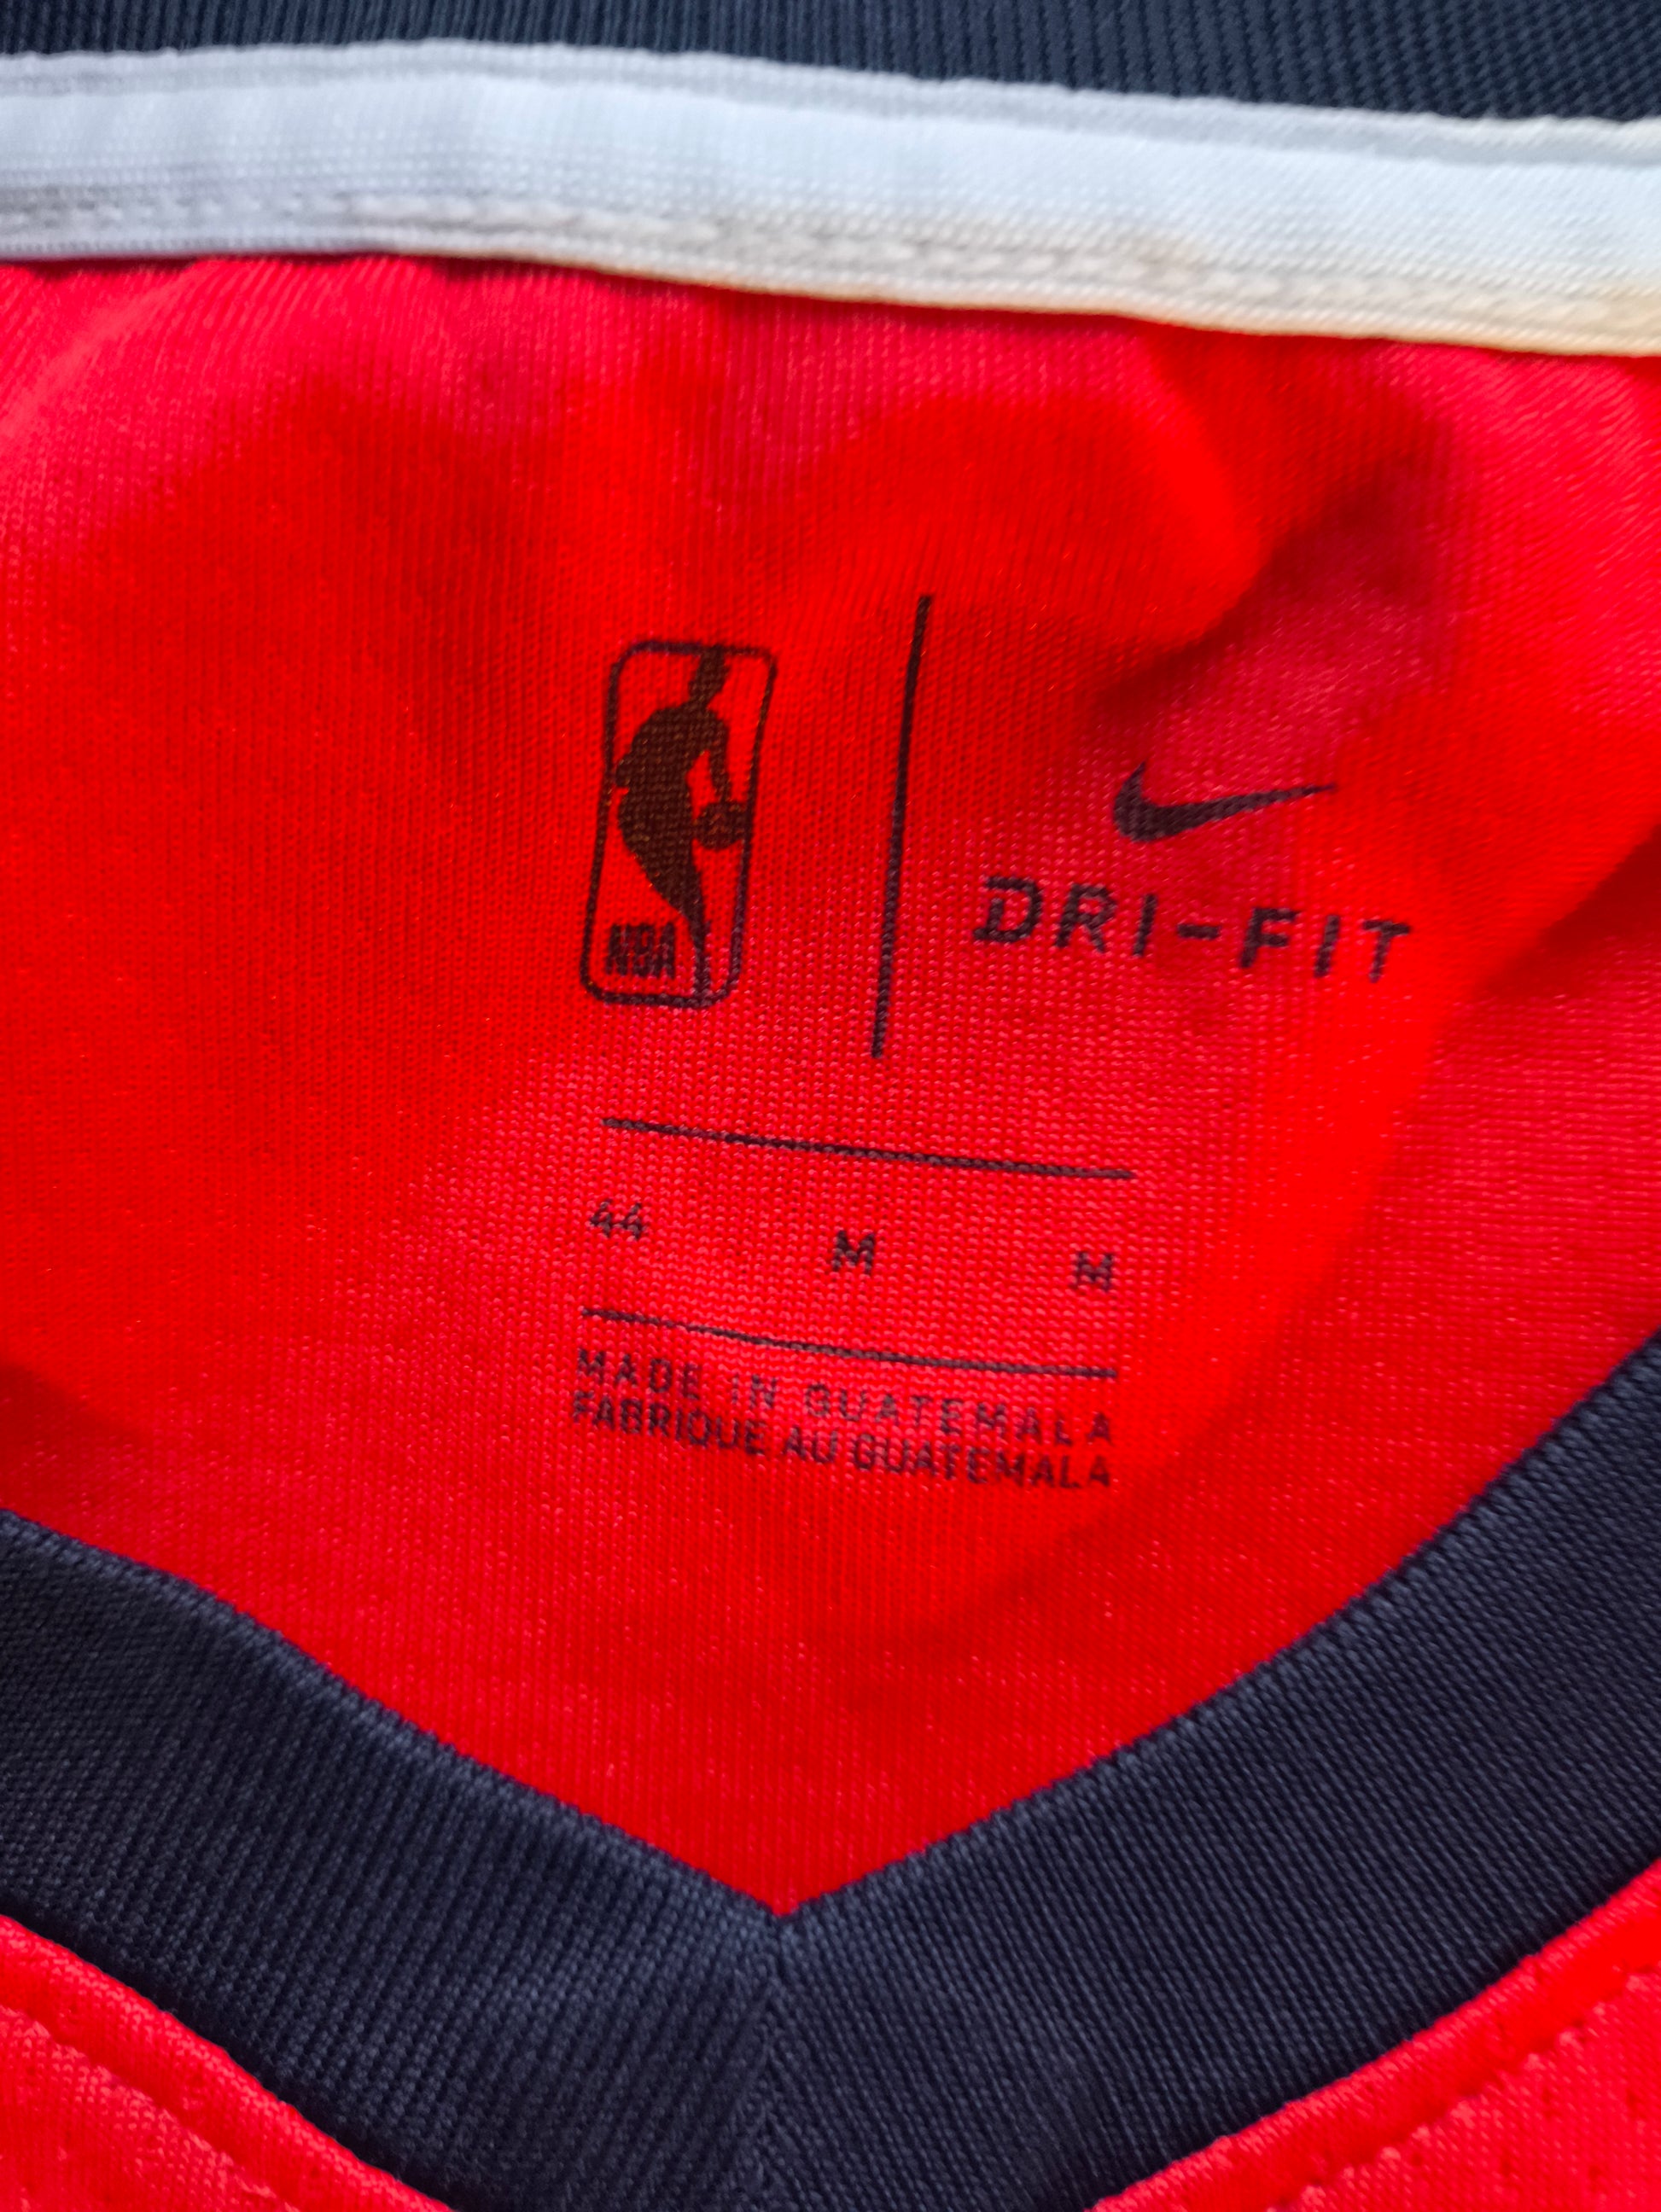 NBA
DRI-FIT
44 M M
MADE IN GUATEMALA
FABRIQUE AU GUATEMALA